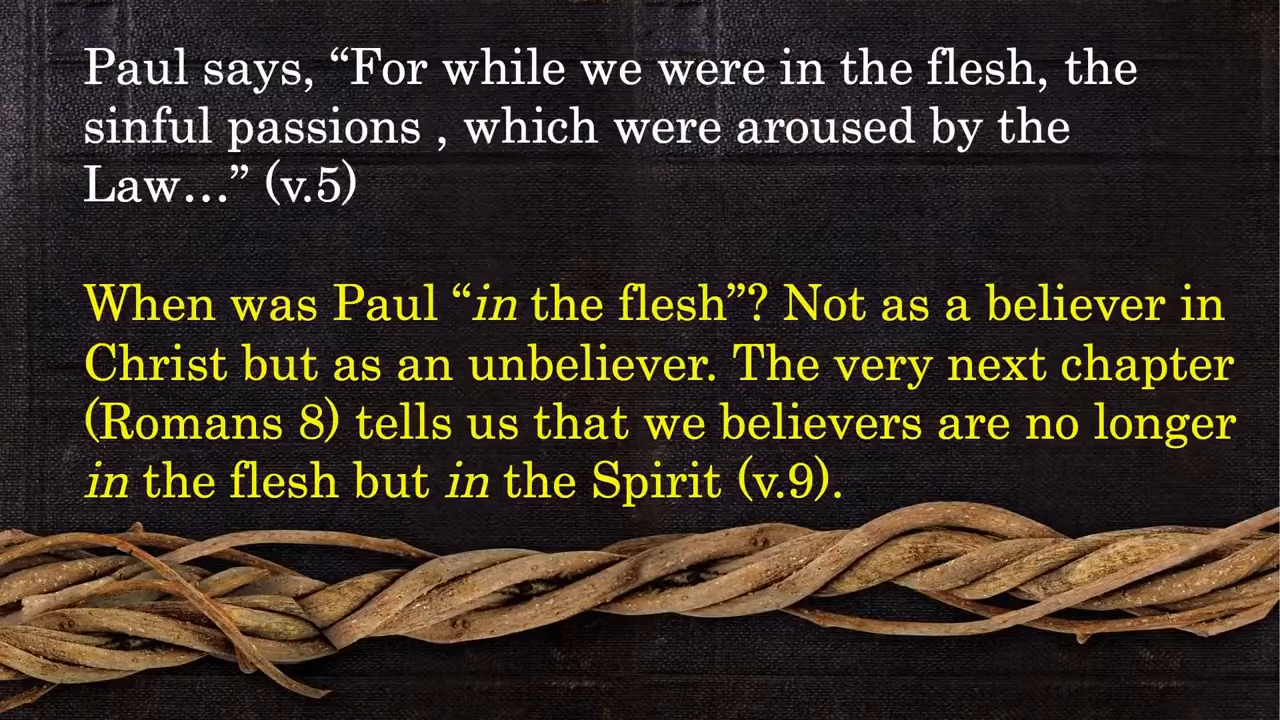 Paul says, “For while we were in the flesh, the
sinful passions , which were aroused by the
Law…” (v.5)
When was Paul “in the flesh”? Not as a believer in
Christ but as an unbeliever. The very next chapter
(Romans 8) tells us that we believers are no longer
in the flesh but in the Spirit (v.9).